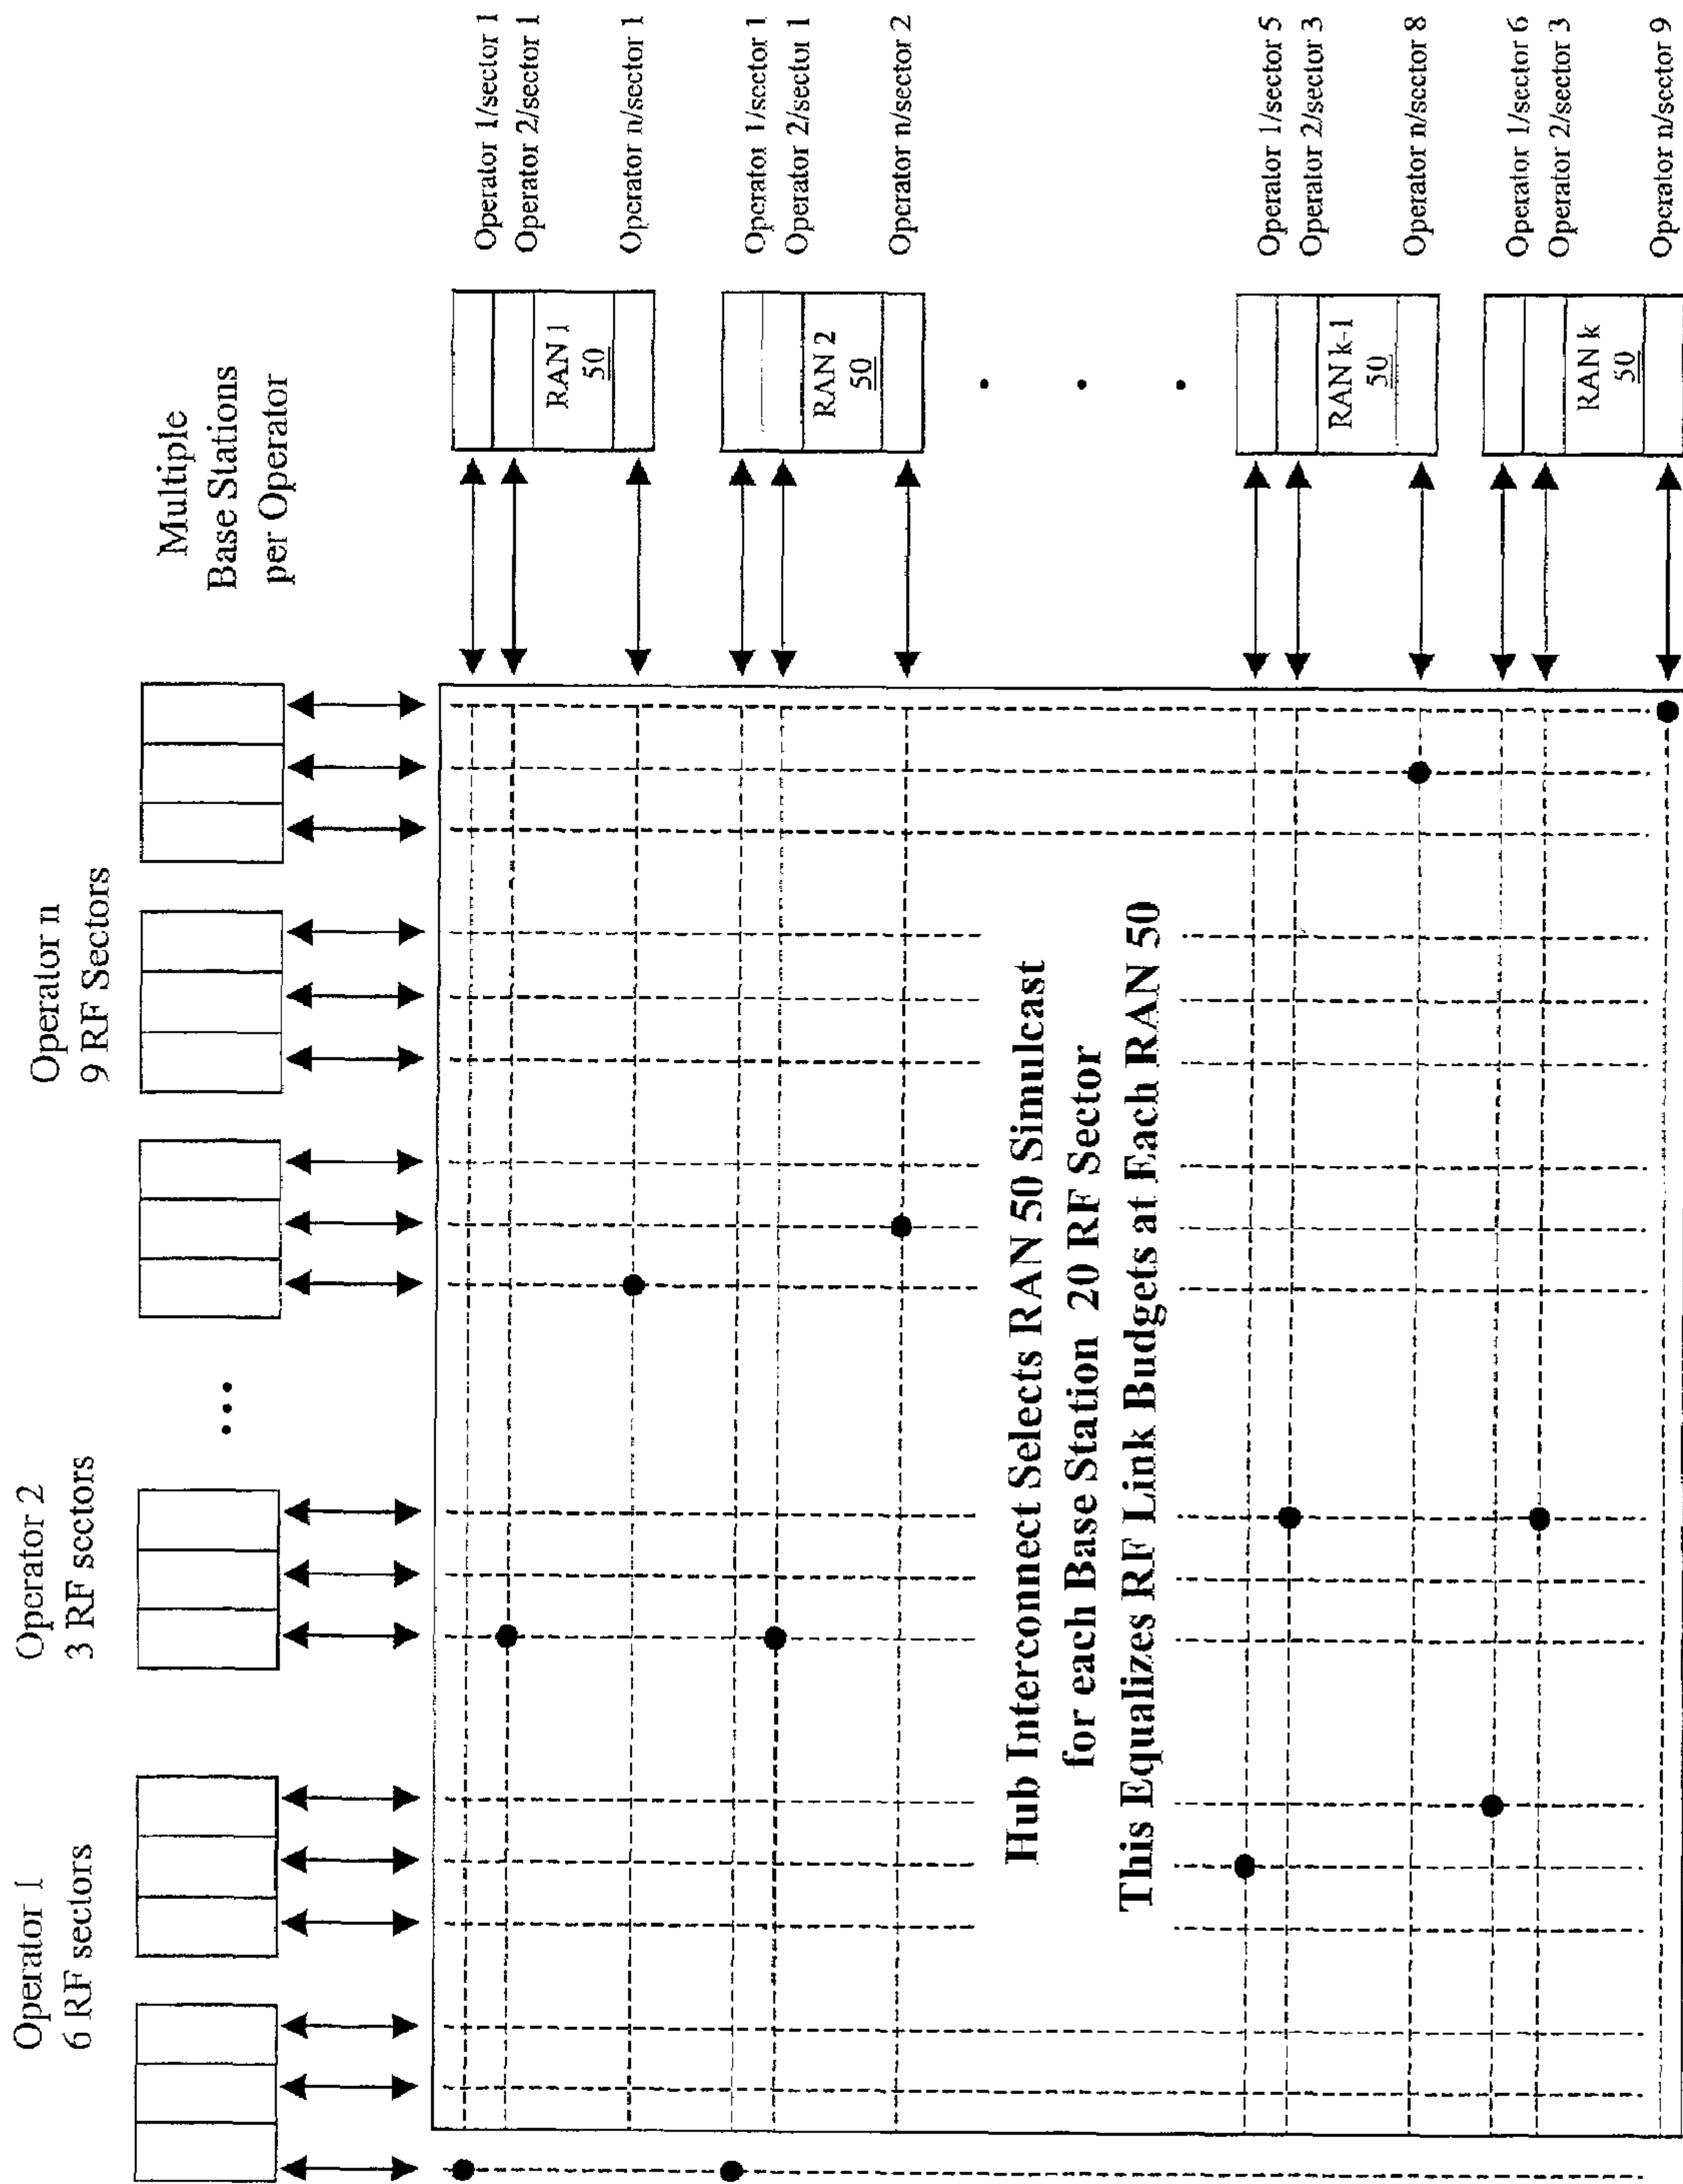 Operator 1
6 RF sectors
Operator 2
3 RF sectors
...
Operator n
9 RF Sectors
Multiple
Base Stations
per Operator
Operator 1/sector 1
Operator 2/sector 1
RAN 1
50
Operator n/sector 1
Operator 1/sector 1
Operator 2/sector 1
RAN 2
50
Operator n/sector 2
Hub Interconnect Selects RAN 50 Simulcast
for each Base Station 20 RF Sector
This Equalizes RF Link Budgets at Each RAN 50
Operator 1/sector 5
Operator 2/sector 3
RAN k-1
50
Operator n/sector 8
Operator 1/sector 6
Operator 2/sector 3
RAN k
50
Operator n/sector 9